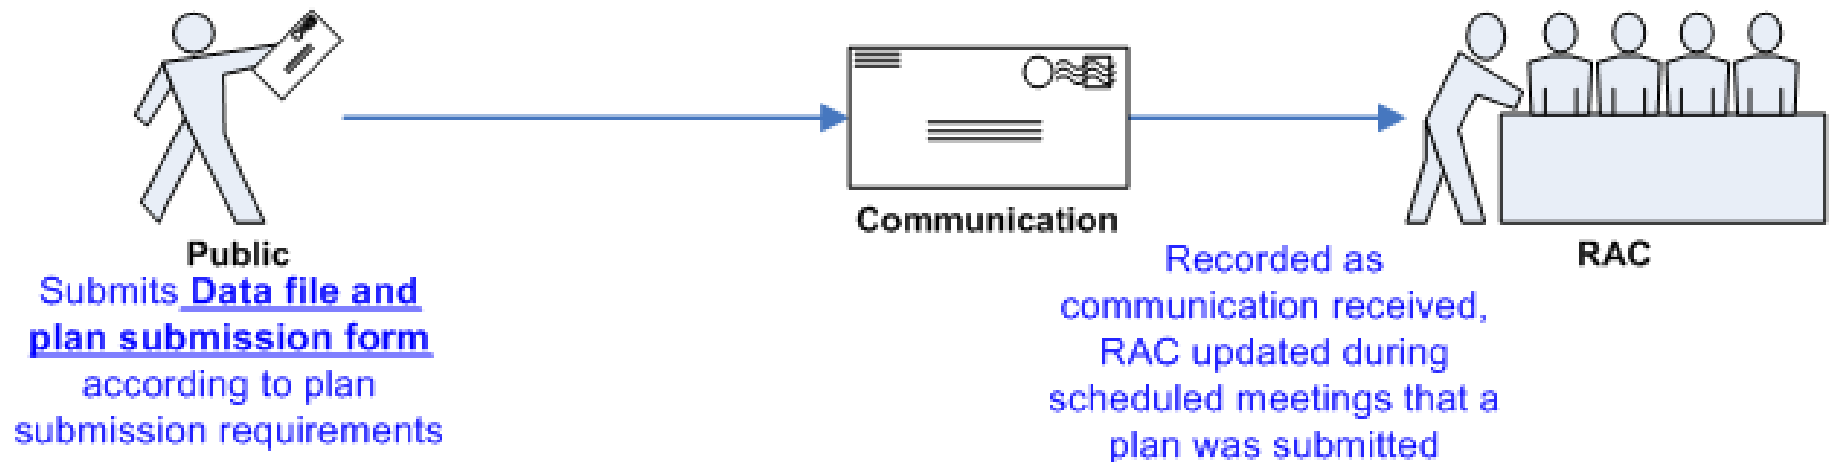 Public
Submits Data file and
plan submission form
according to plan
submission requirements
Communication
Recorded as
communication received,
RAC updated during
scheduled meetings that a
plan was submitted
RAC